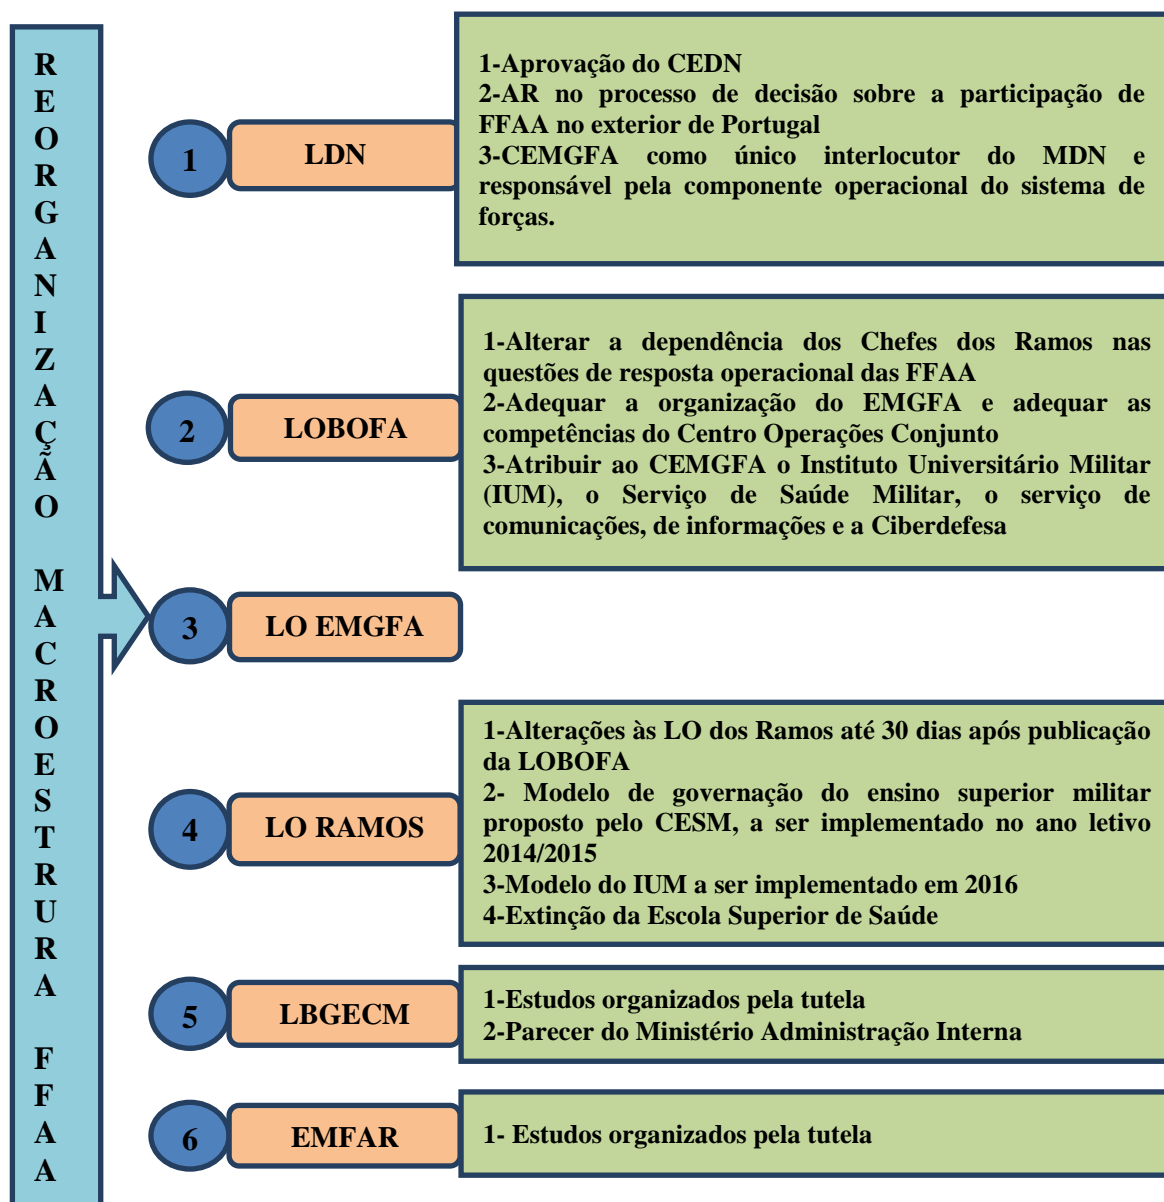 REORGANIZAÇÃO MACROESTRURA FFAA
1
LDN
1-Aprovação do CEDN
2-AR no processo de decisão sobre a participação de
FFAA no exterior de Portugal
3-CEMGFA como único interlocutor do MDN e
responsável pela componente operacional do sistema de
forças.
2
LOBOFA
1-Alterar a dependência dos Chefes dos Ramos nas
questões de resposta operacional das FFAA
2-Adequar a organização do EMGFA e adequar as
competências do Centro Operações Conjunto
3-Atribuir ao CEMGFA o Instituto Universitário Militar
(IUM), o Serviço de Saúde Militar, o serviço de
comunicações, de informações e a Ciberdefesa
3
LO EMGFA
4
LO RAMOS
1-Alterações às LO dos Ramos até 30 dias após publicação
da LOBOFA
2- Modelo de governação do ensino superior militar
proposto pelo CESM, a ser implementado no ano letivo
2014/2015
3-Modelo do IUM a ser implementado em 2016
4-Extinção da Escola Superior de Saúde
5
LBGECM
1-Estudos organizados pela tutela
2-Parecer do Ministério Administração Interna
6
EMFAR
1- Estudos organizados pela tutela